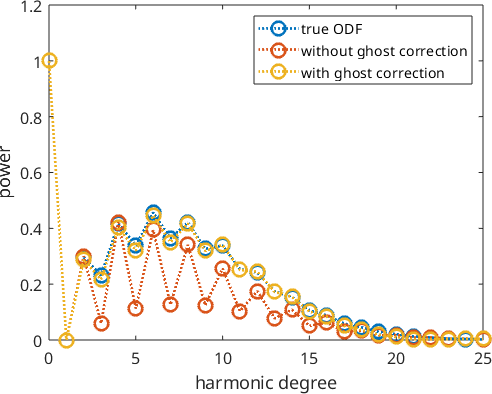 1.2
1
0.8
0.6
0.4
0.2
0
power
true ODF
without ghost correction
with ghost correction
0 5 10 15 20 25
harmonic degree